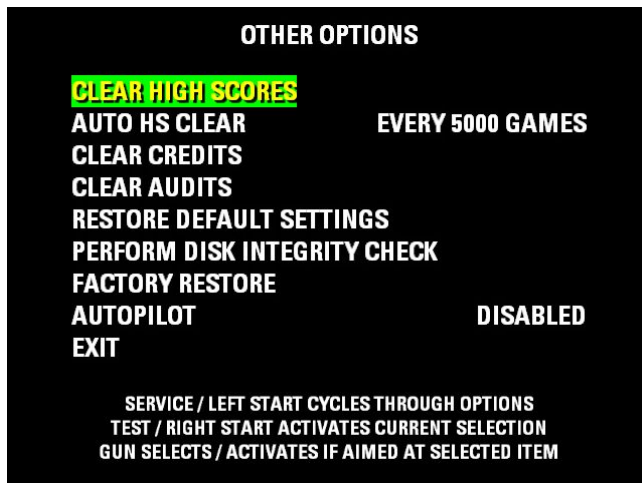 OTHER OPTIONS
CLEAR HIGH SCORES
AUTO HS CLEAR EVERY 5000 GAMES
CLEAR CREDITS
CLEAR AUDITS
RESTORE DEFAULT SETTINGS
PERFORM DISK INTEGRITY CHECK
FACTORY RESTORE
AUTOPILOT DISABLED
EXIT
SERVICE / LEFT START CYCLES THROUGH OPTIONS
TEST / RIGHT START ACTIVATES CURRENT SELECTION
GUN SELECTS / ACTIVATES IF AIMED AT SELECTED ITEM